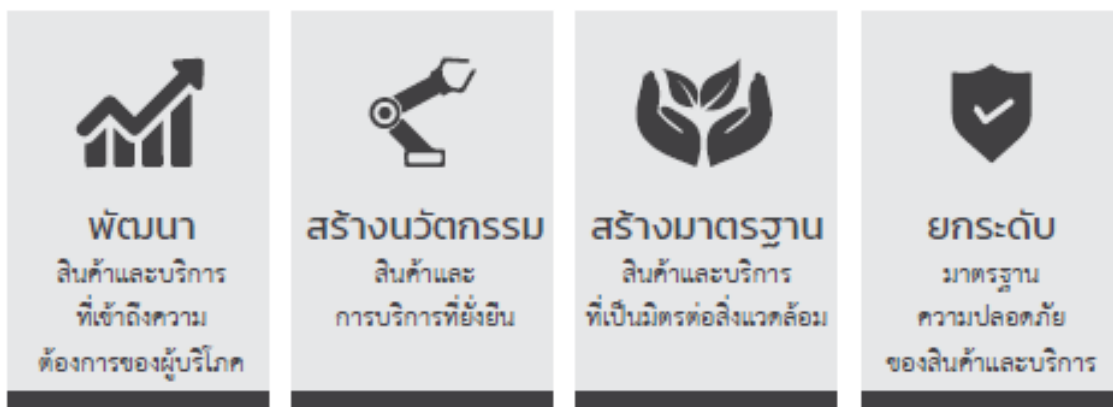 พัฒนา
สินค้าและบริการ
ที่เข้าถึงความ
ต้องการของผู้บริโภค
สร้างนวัตกรรม
สินค้าและ
การบริการที่ยั่งยืน
สร้างมาตรฐาน
สินค้าและบริการ
ที่เป็นมิตรต่อสิ่งแวดล้อม
ยกระดับ
มาตรฐาน
ความปลอดภัย
ของสินค้าและบริการ